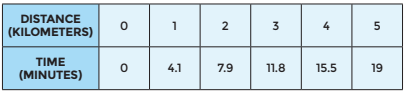 DISTANCE
(KILOMETERS) 0 1 2 3 4 5
TIME
(MINUTES) 0 4.1 7.9 11.8 15.5 19